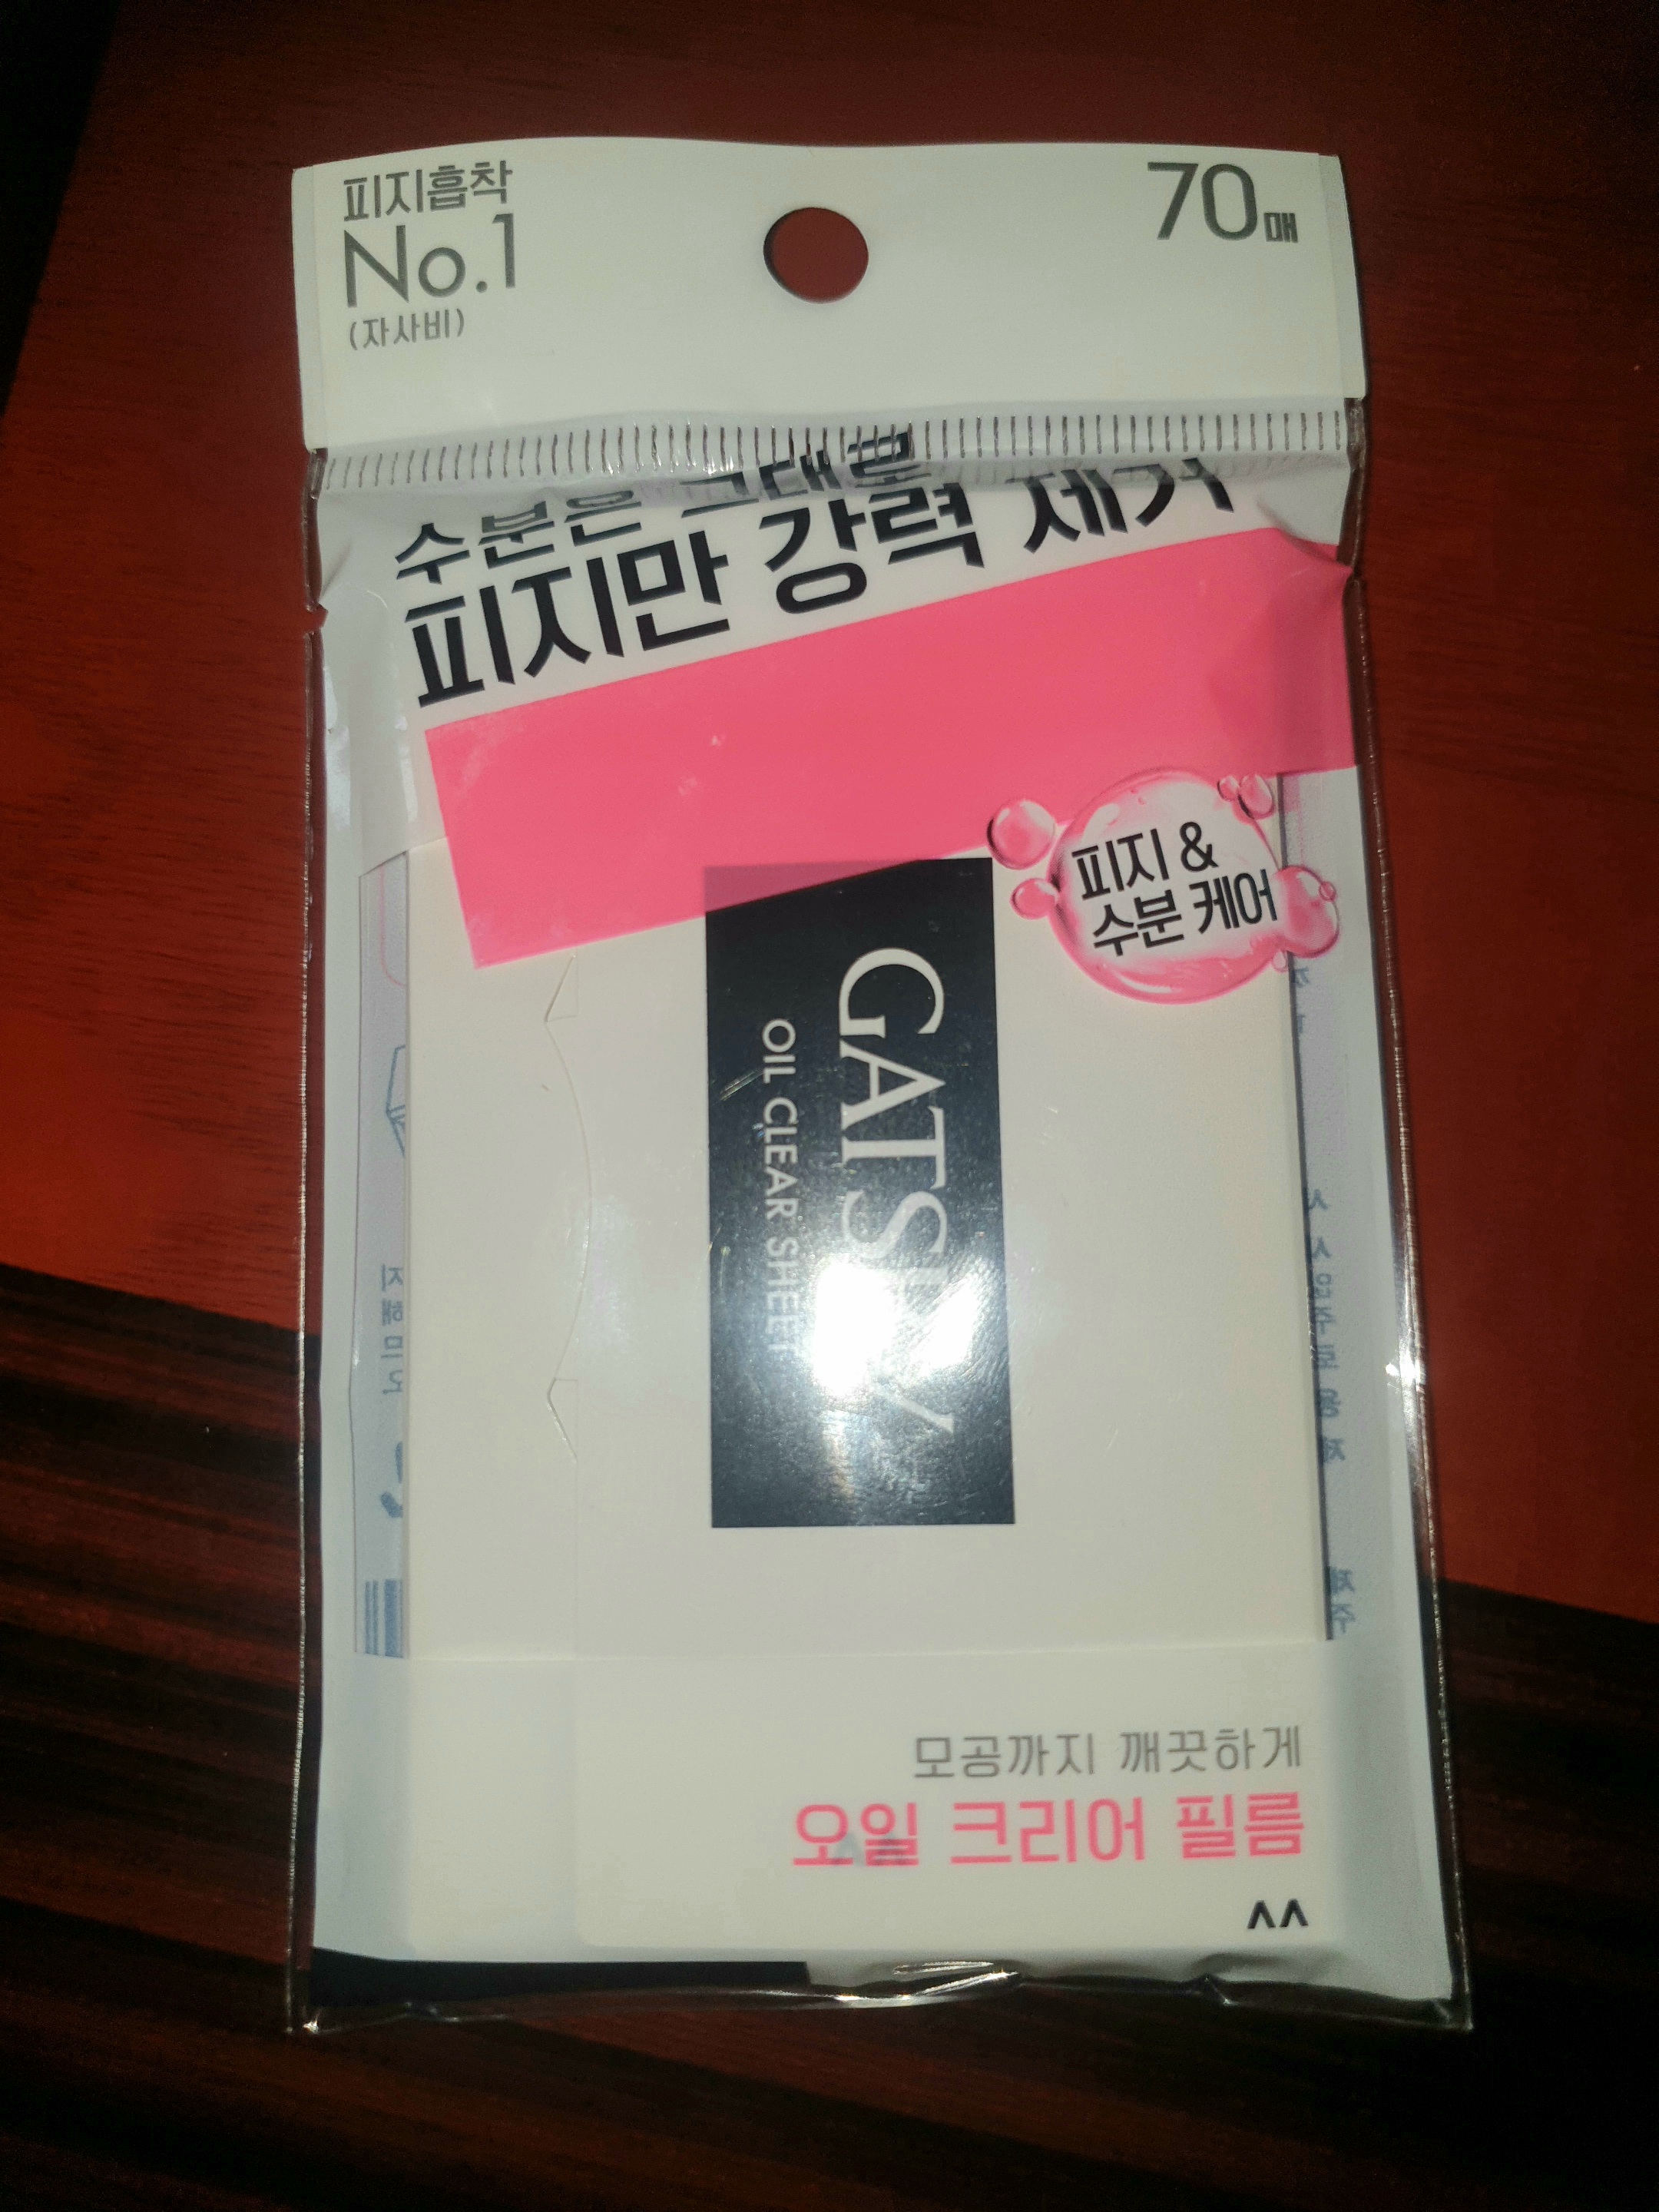 피지흡착
No.1
(자사비)
70매
수분은 그대로
피지만 강력 제거
피지 &
수분 케어
GATSBY
OIL CLEAR SHEET
모공까지 깨끗하게
오일 크리어 필름